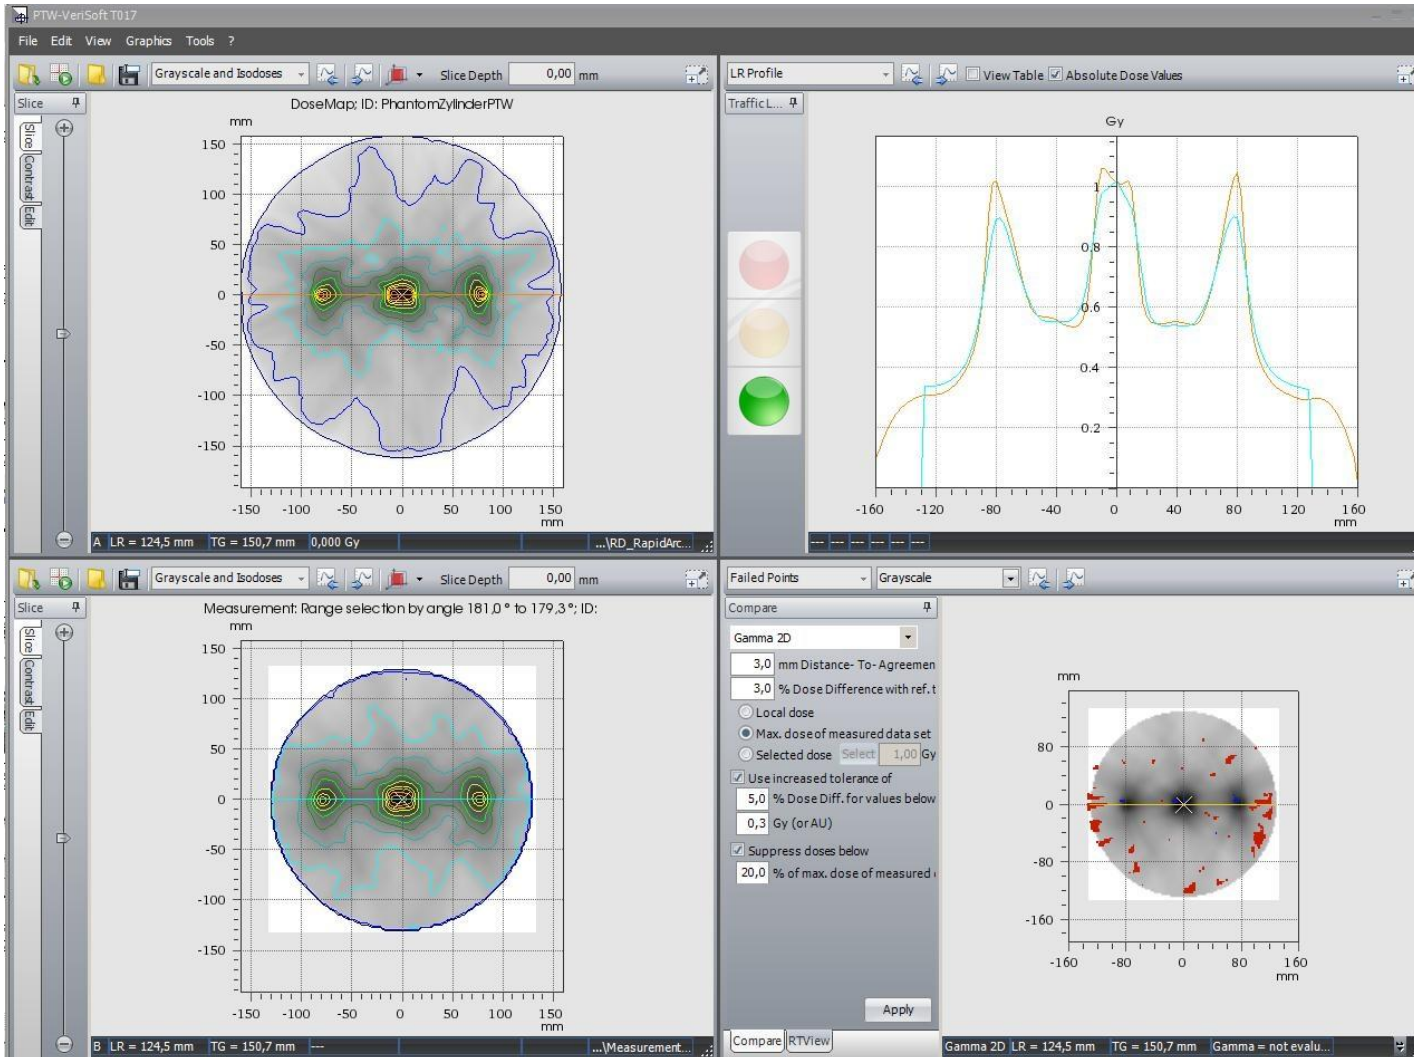 PTW-VeriSoft T017
File Edit View Graphics Tools ?
Grayscale and Isodoses Slice Depth 0,00 mm
Slice
Slice
Contrast
Edit
DoseMap; ID: PhantomZylinderPTW
mm
150
100
50
0
-50
-100
-150
-150 -100 -50 0 50 100 150
mm
A LR = 124,5 mm TG = 150,7 mm 0,000 Gy ...\RD_RapidArc...
LR Profile View Table Absolute Dose Values
Traffic L...
Gy
1
0.8
0.6
0.4
0.2
-160 -120 -80 -40 0 40 80 120 160
mm
--- --- --- --- --- ---
Grayscale and Isodoses Slice Depth 0,00 mm
Slice
Slice
Contrast
Edit
Measurement: Range selection by angle 181,0 ° to 179,3 °; ID:
mm
150
100
50
0
-50
-100
-150
-150 -100 -50 0 50 100 150
mm
B LR = 124,5 mm TG = 150,7 mm --- ...\Measurement...
Failed Points Grayscale
Compare
Gamma 2D
3,0 mm Distance- To- Agreemen
3,0 % Dose Difference with ref. t
Local dose
Max. dose of measured data set
Selected dose Select 1,00 Gy
Use increased tolerance of
5,0 % Dose Diff. for values below
0,3 Gy (or AU)
Suppress doses below
20,0 % of max. dose of measured
Apply
Compare RTView
mm
80
0
-80
-160
-160 -80 0 80 160
mm
Gamma 2D LR = 124,5 mm TG = 150,7 mm Gamma = not evalu...